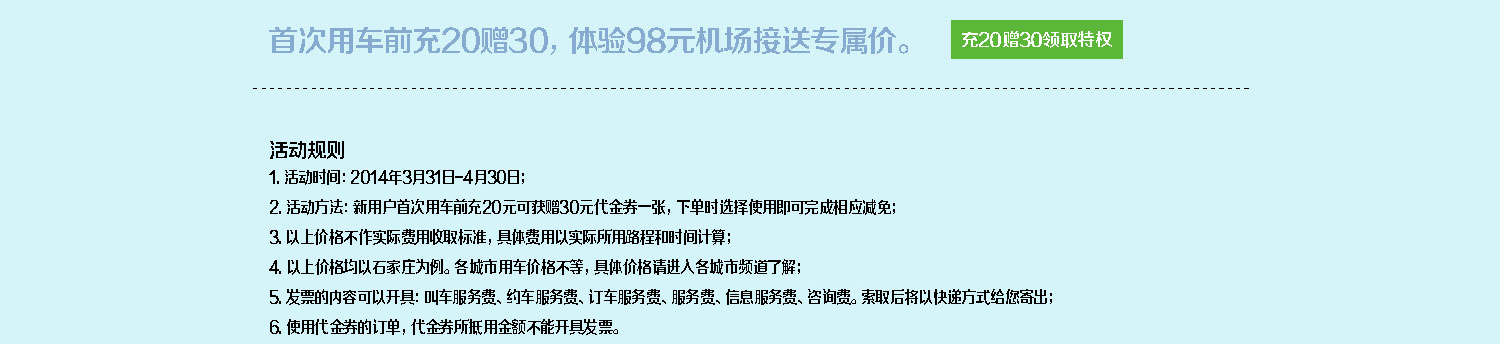 首次用车前充20赠30，体验98元机场接送专属价。
充20赠30领取特权
活动规则
1. 活动时间：2014年3月31日-4月30日；
2. 活动方法：新用户首次用车前充20元可获赠30元代金券一张，下单时选择使用即可完成相应减免；
3. 以上价格不作实际费用收取标准，具体费用以实际所用路程和时间计算；
4. 以上价格均以石家庄为例。各城市用车价格不等，具体价格请进入各城市频道了解；
5. 发票的内容可以开具：叫车服务费、约车服务费、订车服务费、服务费、信息服务费、咨询费。索取后将以快递方式给您寄出；
6. 使用代金券的订单，代金券所抵用金额不能开具发票。